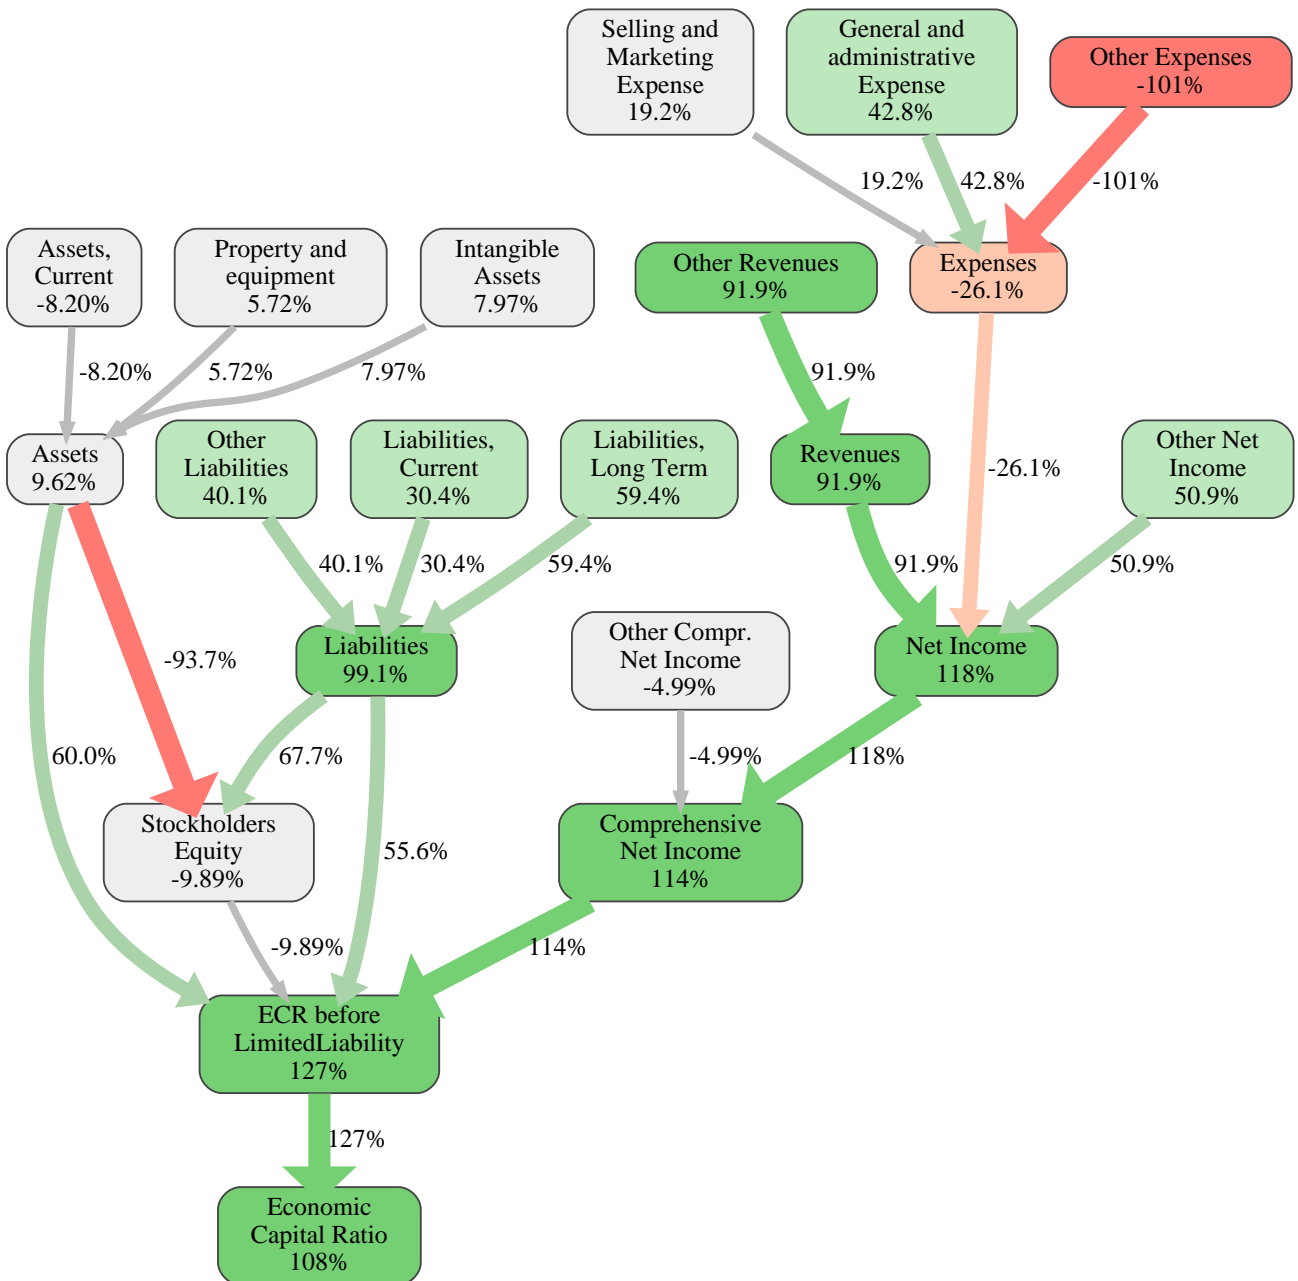 Selling and
Marketing
Expense
19.2%
General and
administrative
Expense
42.8%
Other Expenses
-101%
19.2%
42.8%
-101%
Assets,
Current
-8.20%
Property and
equipment
5.72%
Intangible
Assets
7.97%
Other Revenues
91.9%
Expenses
-26.1%
-8.20%
5.72%
7.97%
91.9%
Assets
9.62%
Other
Liabilities
40.1%
Liabilities,
Current
30.4%
Liabilities,
Long Term
59.4%
Revenues
91.9%
-26.1%
Other Net
Income
50.9%
40.1%
30.4%
59.4%
91.9%
50.9%
-93.7%
Liabilities
99.1%
Other Compr.
Net Income
-4.99%
Net Income
118%
60.0%
67.7%
-4.99%
118%
Stockholders
Equity
-9.89%
55.6%
Comprehensive
Net Income
114%
-9.89%
114%
ECR before
LimitedLiability
127%
127%
Economic
Capital Ratio
108%